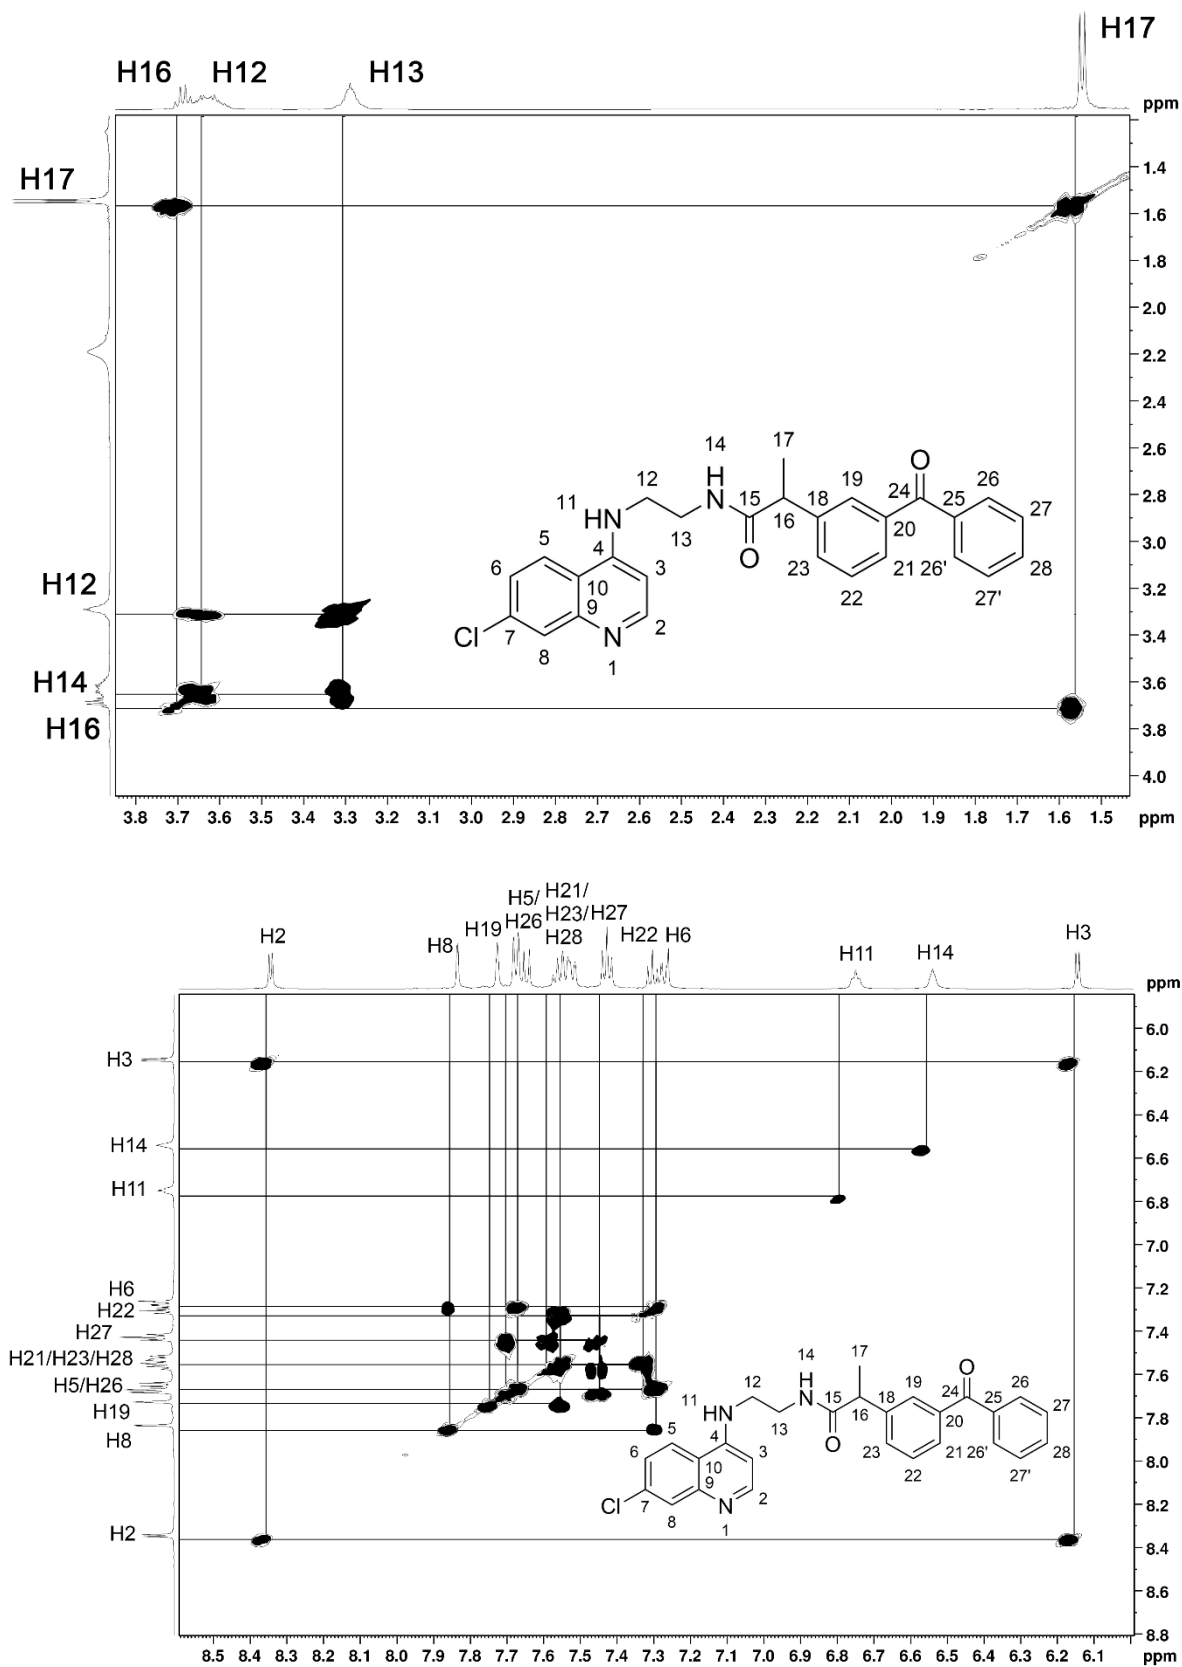 H17
H16 H12 H13
ppm
H17
1.4
1.6
1.8
2.0
2.2
2.4
2.6
2.8
3.0
3.2
3.4
3.6
3.8
4.0
H12
H14
H16
14 17 O
H 12 19 24 26
11 N 15 18 25 27
HN 16 20
5 13 O 23 21 26' 28
4 22 27'
6 3
10
9
Cl 7 2
8 N
1
3.8 3.7 3.6 3.5 3.4 3.3 3.2 3.1 3.0 2.9 2.8 2.7 2.6 2.5 2.4 2.3 2.2 2.1 2.0 1.9 1.8 1.7 1.6 1.5 ppm
H5/ H21/
H2 H8 H19 H26 H23/ H27 H22 H6 H11 H14 H3
H28
ppm
H3
H14
H11
H6
H22
H27
H21/H23/H28
H5/H26
H19
H8
H2
6.0
6.2
6.4
6.6
6.8
7.0
7.2
7.4
7.6
7.8
8.0
8.2
8.4
8.6
8.8
14 17 O
H 12 19 24 26
11 N 15 18 25 27
HN 16 20
5 13 O 23 21 26' 28
4 22 27'
6 3
10
9
Cl 7 2
8 N
1
8.5 8.4 8.3 8.2 8.1 8.0 7.9 7.8 7.7 7.6 7.5 7.4 7.3 7.2 7.1 7.0 6.9 6.8 6.7 6.6 6.5 6.4 6.3 6.2 6.1 ppm